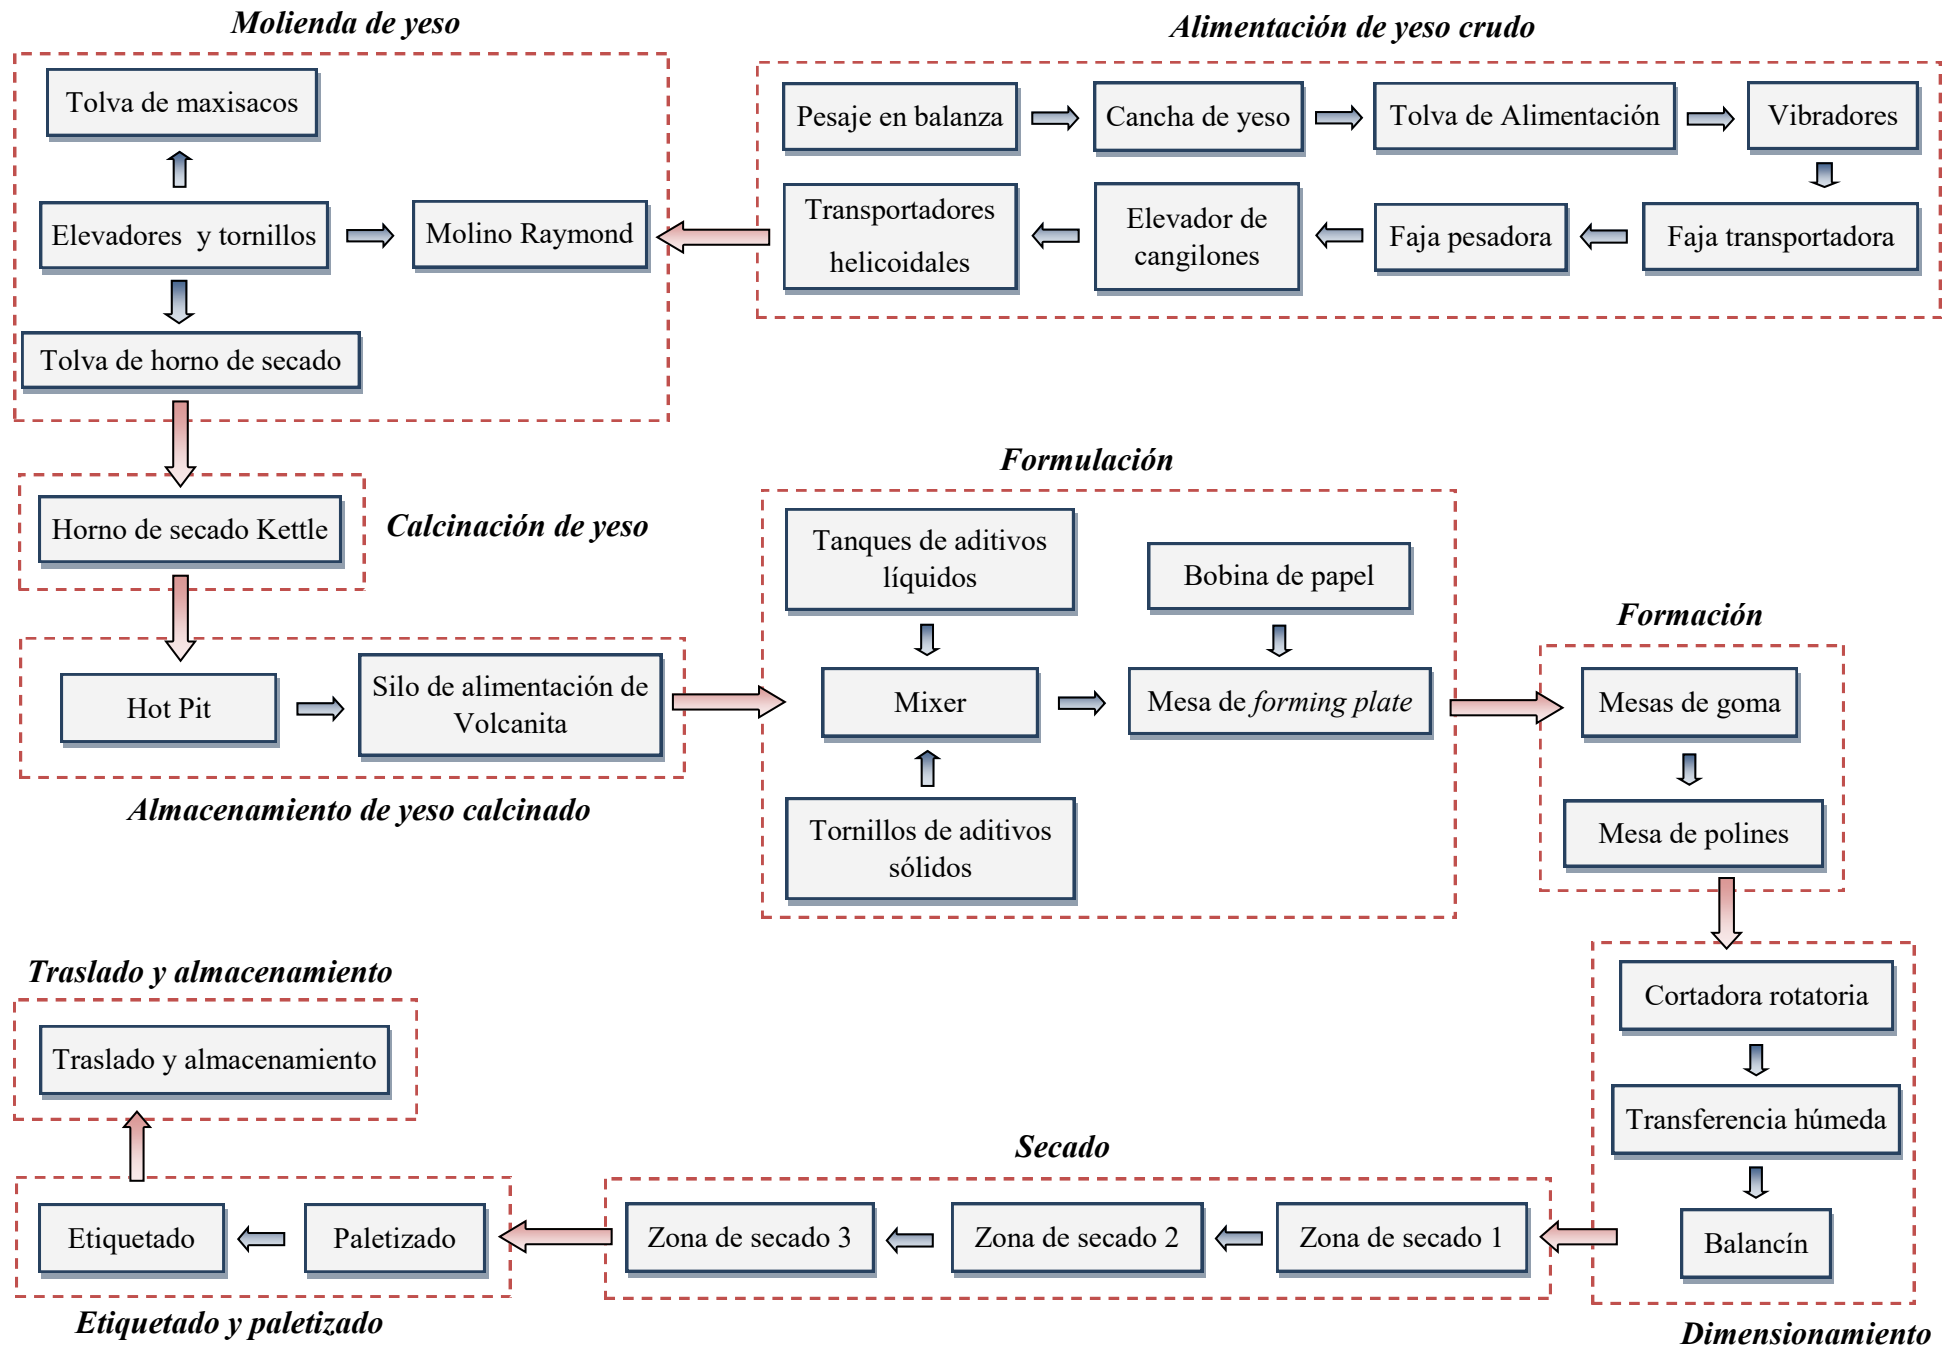 Molienda de yeso
Tolva de maxisacos
Elevadores y tornillos
Molino Raymond
Tolva de horno de secado
Alimentación de yeso crudo
Pesaje en balanza
Cancha de yeso
Tolva de Alimentación
Vibradores
Transportadores
helicoidales
Elevador de
cangilones
Faja pesadora
Faja transportadora
Horno de secado Kettle
Calcinación de yeso
Hot Pit
Silo de alimentación de
Volcanita
Almacenamiento de yeso calcinado
Formulación
Tanques de aditivos
líquidos
Bobina de papel
Mixer
Mesa de forming plate
Tornillos de aditivos
sólidos
Formación
Mesas de goma
Mesa de polines
Cortadora rotatoria
Transferencia húmeda
Balancín
Dimensionamiento
Secado
Zona de secado 3
Zona de secado 2
Zona de secado 1
Traslado y almacenamiento
Traslado y almacenamiento
Etiquetado
Paletizado
Etiquetado y paletizado